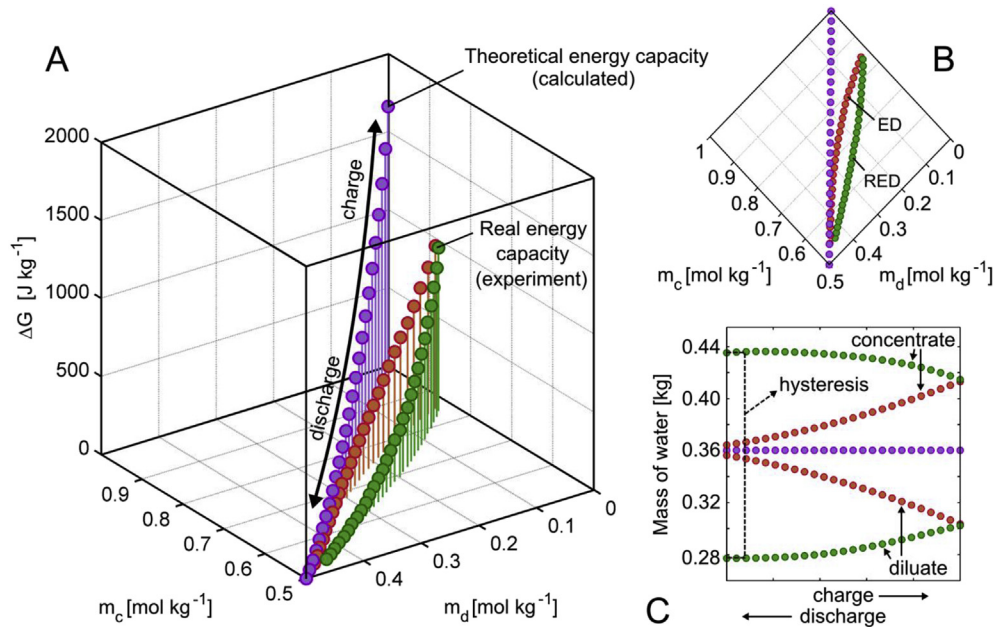 A
Theoretical energy capacity
(calculated)
2000
1500
1000
500
0
ΔG [J kg⁻¹]
charge
discharge
Real energy
capacity
(experiment)
0.9
0.8
0.7
0.6
0.5
m_c [mol kg⁻¹]
0.4
0.3
0.2
0.1
0
m_d [mol kg⁻¹]
B
ED
RED
1
0.9
0.8
0.7
0.6
0.5
m_c [mol kg⁻¹]
0
0.1
0.2
0.3
0.4
m_d [mol kg⁻¹]
0.44
0.40
0.36
0.32
0.28
Mass of water [kg]
concentrate
hysteresis
diluate
C
charge
discharge